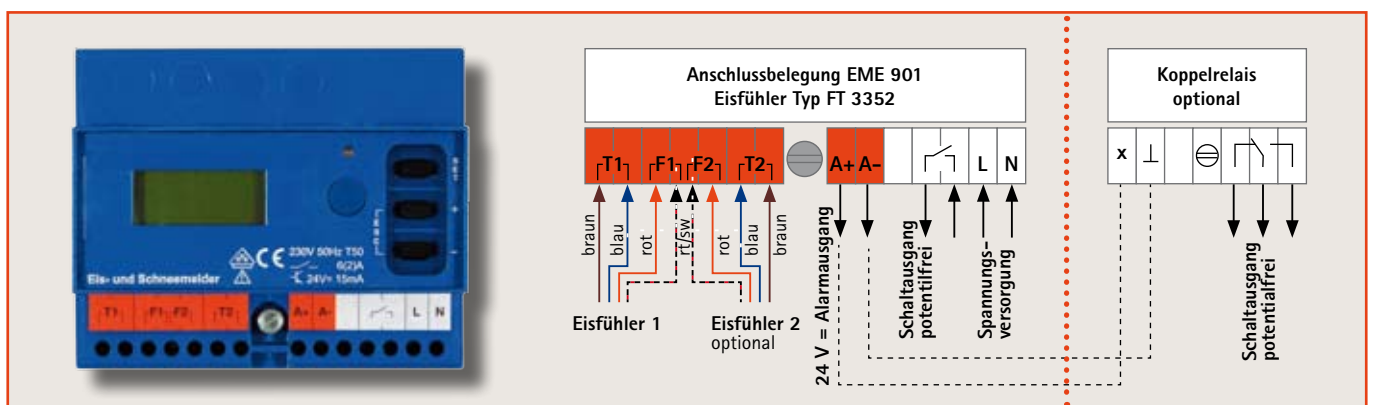 230V 50Hz T50
6(2)A
24V= 15mA
Eis- und Schneemelder
T1 F1 F2 T2 A+ A- L N
Anschlussbelegung EME 901
Eisfühler Typ FT 3352
T1 F1 F2 T2 A+ A- L N
braun
blau
rot
rt/sw
rot
blau
braun
Eisfühler 1
Eisfühler 2
optional
24 V = Alarmausgang
Schaltausgang
potentilfrei
Spannungs-
versorgung
Koppelrelais
optional
x
Schaltausgang
potentialfrei